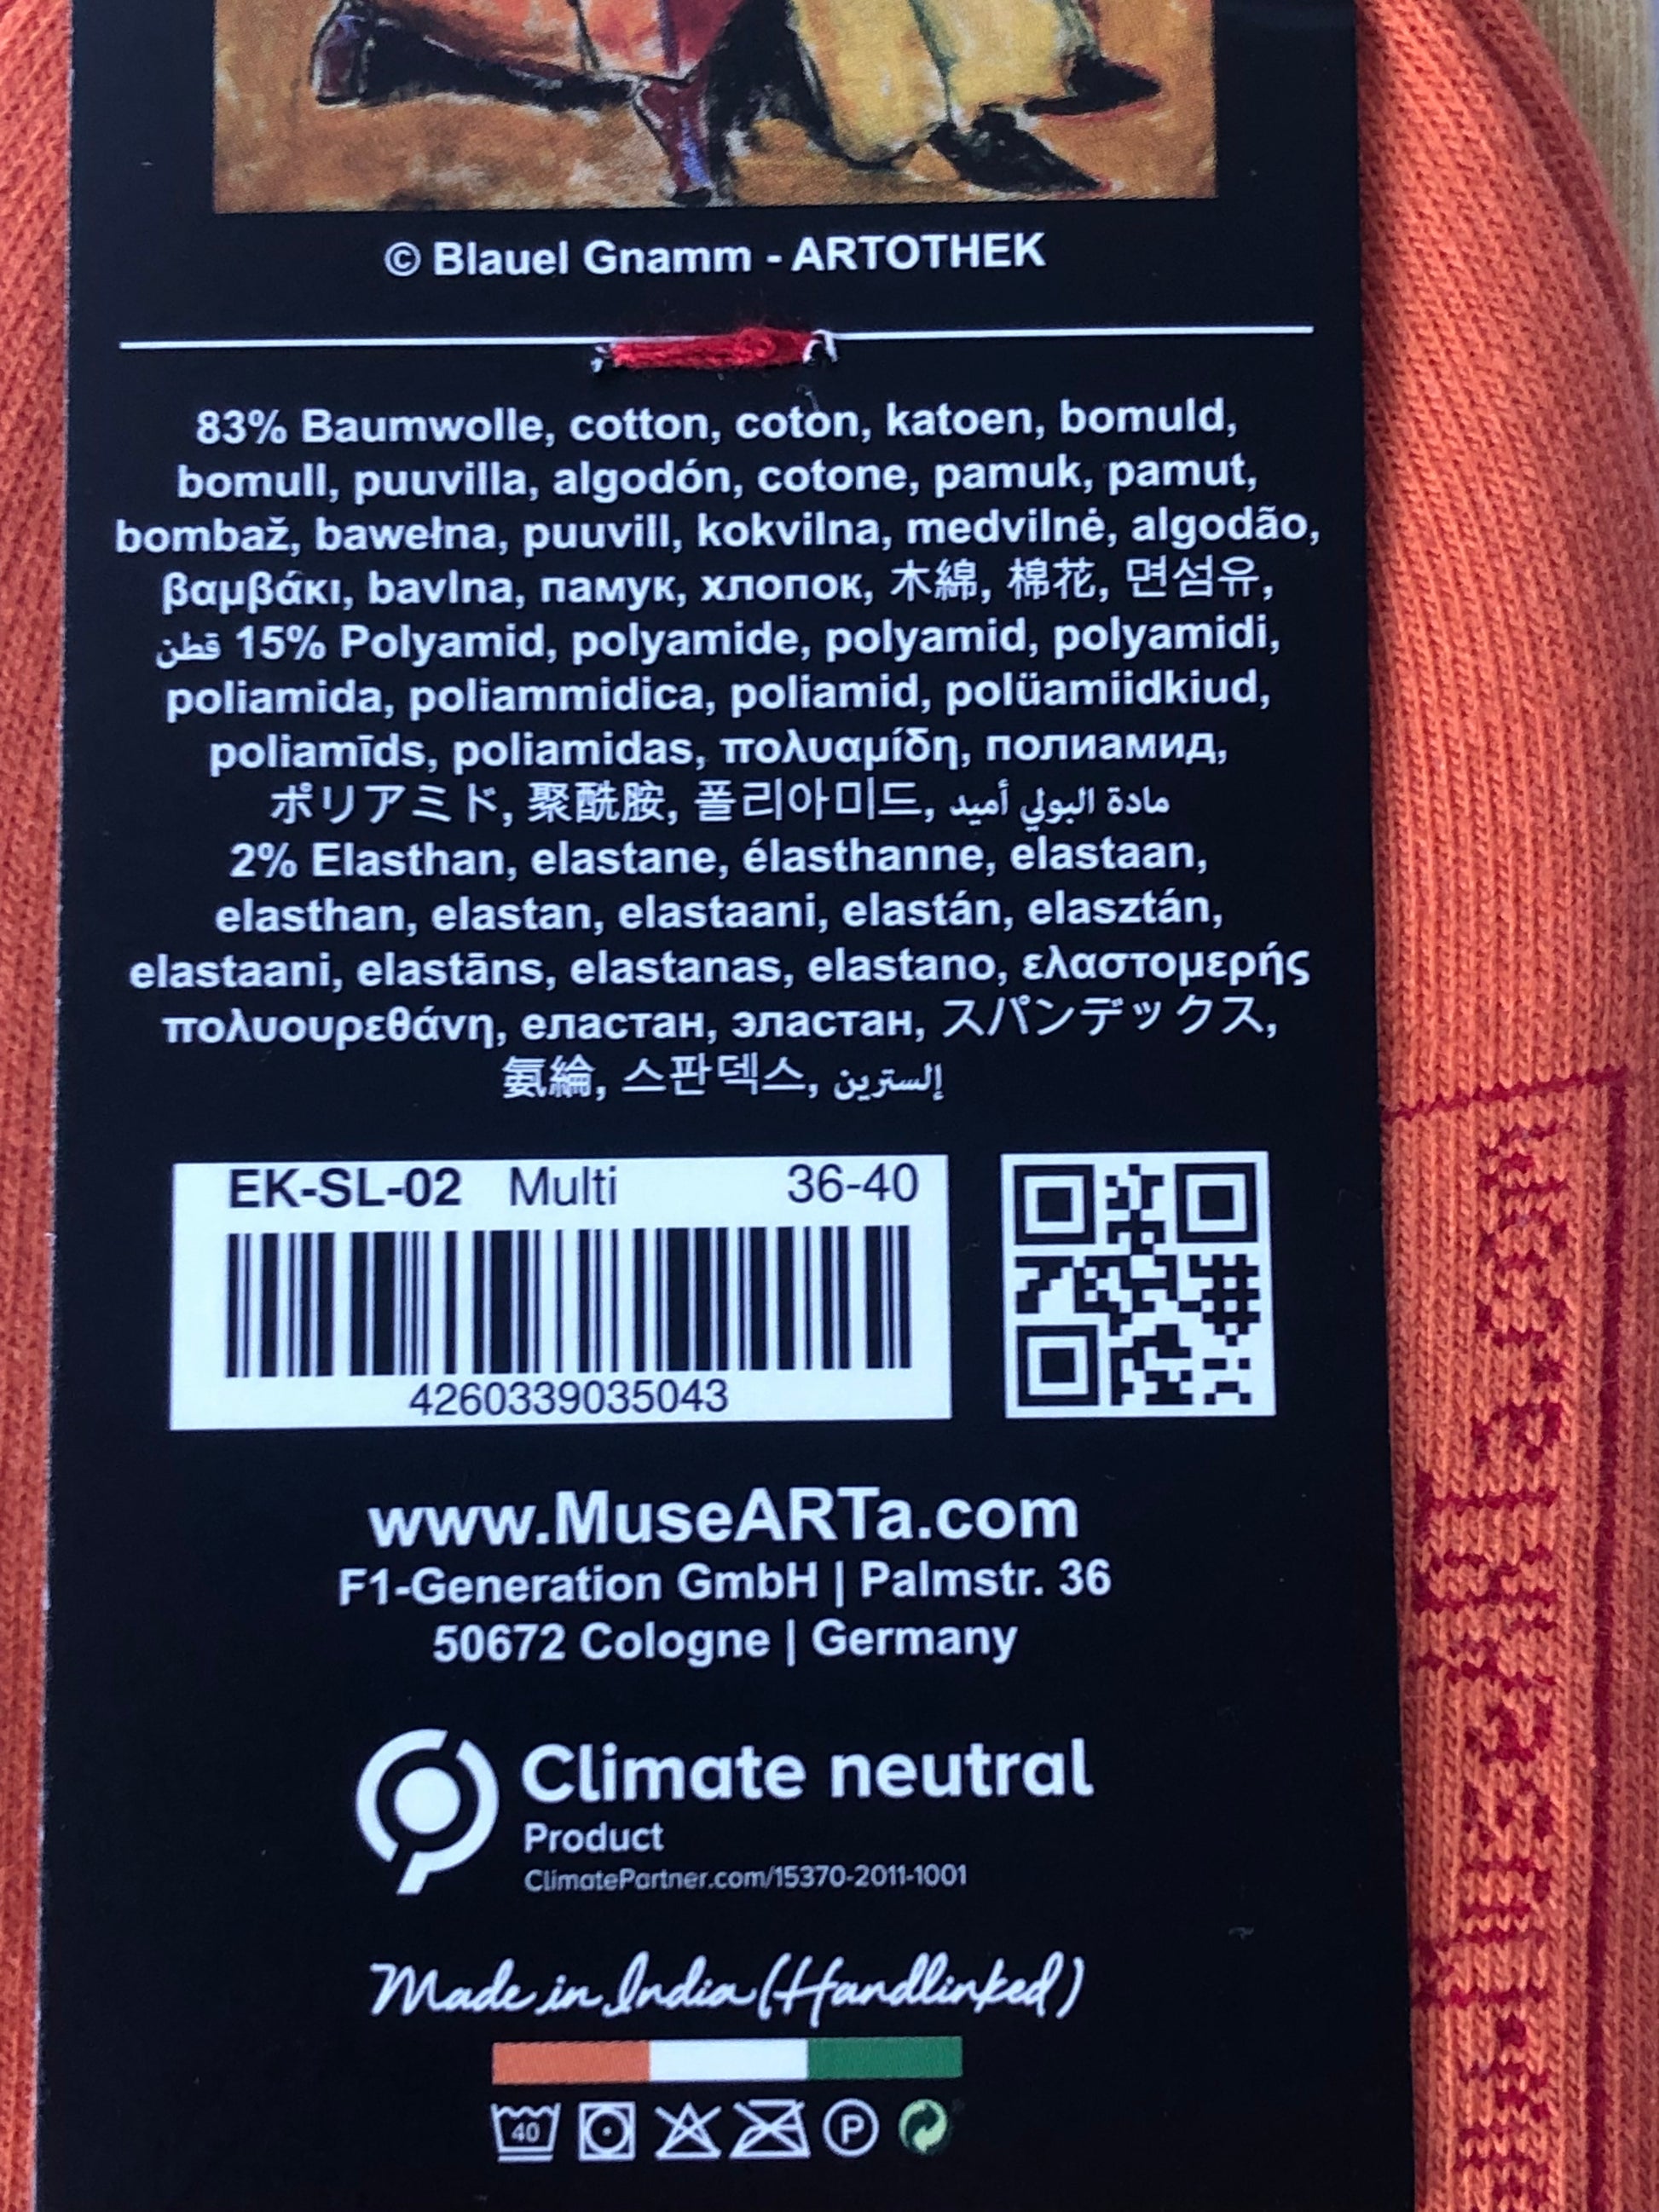 © Blauel Gnamm - ARTOTHEK
83% Baumwolle, cotton, coton, katoen, bomuld,
bomull, puuvilla, algodón, cotone, pamuk, pamut,
bombaž, bawełna, puuvill, kokvilna, medvilnė, algodão,
βαμβάκι, bavlna, памук, хлопок, 木綿, 棉花, 면섬유,
قطن 15% Polyamid, polyamide, polyamid, polyamidi,
poliamida, poliammidica, poliamid, polüamiidkiud,
poliamīds, poliamidas, πολυαμίδη, полиамид,
ポリアミド, 聚酰胺, 폴리아미드, مادة البولي أميد
2% Elasthan, elastane, élasthanne, elastaan,
elasthan, elastan, elastaani, elastán, elasztán,
elastaani, elastāns, elastanas, elastano, ελαστομερής
πολυουρεθάνη, еластан, эластан, スパンデックス,
氨綸, 스판덱스, إلسترين
EK-SL-02 Multi 36-40
4260339035043
www.MuseARTa.com
F1-Generation GmbH | Palmstr. 36
50672 Cologne | Germany
Climate neutral
Product
ClimatePartner.com/15370-2011-1001
Made in India (Handlinked)
40 P